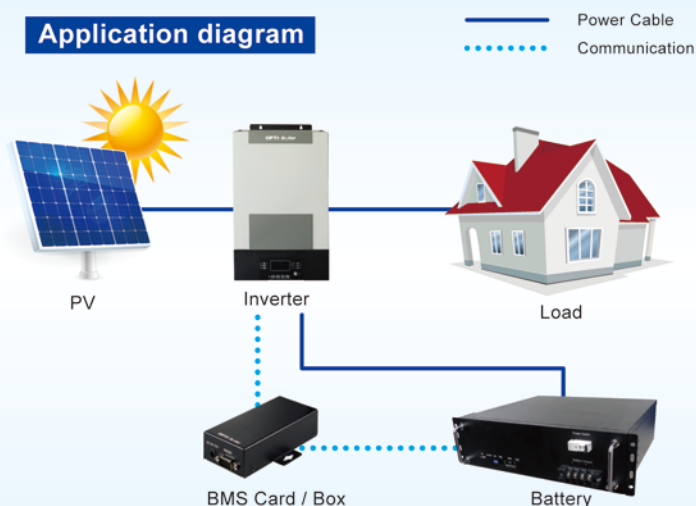 Application diagram
Power Cable
Communication
PV
Inverter
Load
BMS Card / Box
Battery